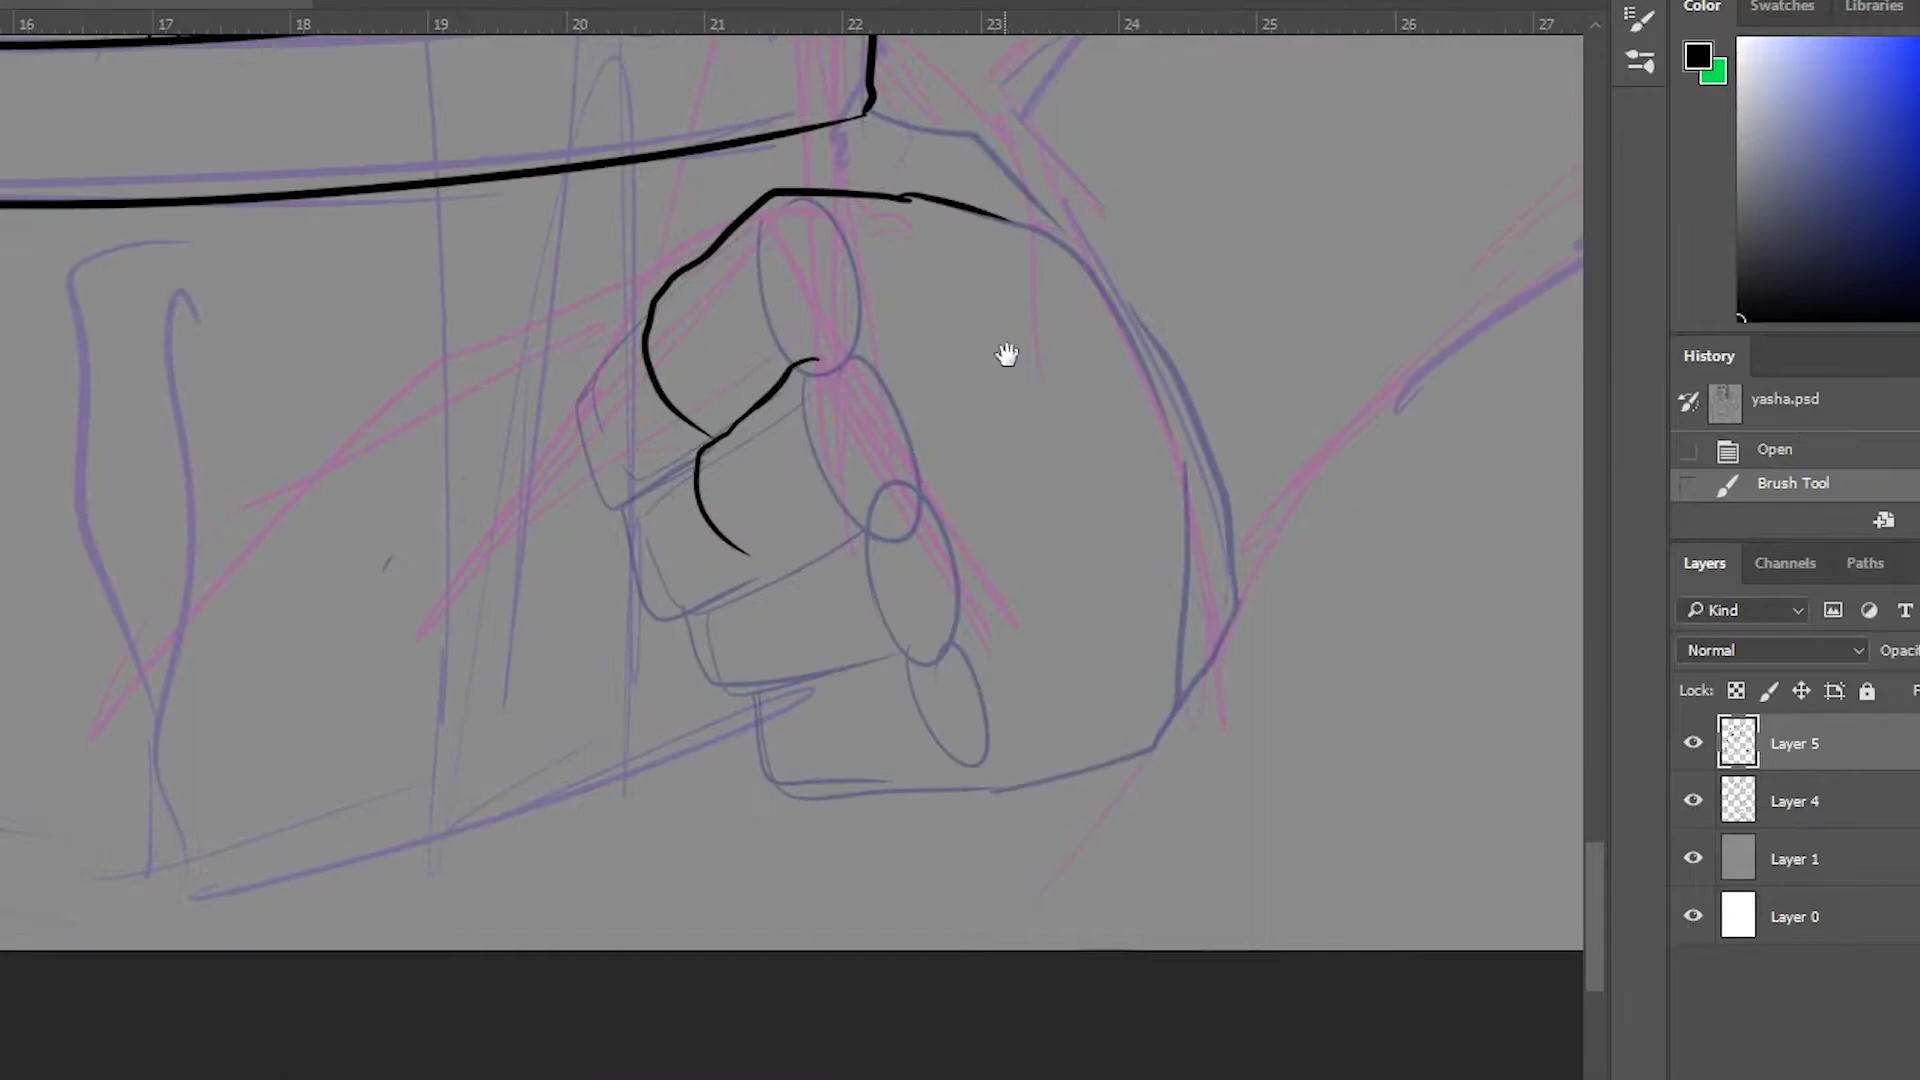 16 17 18 19 20 21 22 23 24 25 26 27
Color Swatches Libraries
History
yasha.psd
Open
Brush Tool
Layers Channels Paths
Kind
Normal
Lock:
Layer 5
Layer 4
Layer 1
Layer 0